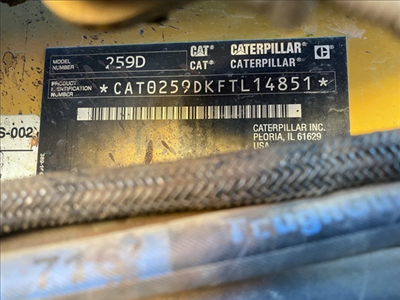 MODEL NUMBER 259D CAT CATERPILLAR
CAT CATERPILLAR
PRODUCT IDENTIFICATION NUMBER *CAT0259DKFTL14851*
S-002
CATERPILLAR INC.
PEORIA, IL 61629
USA